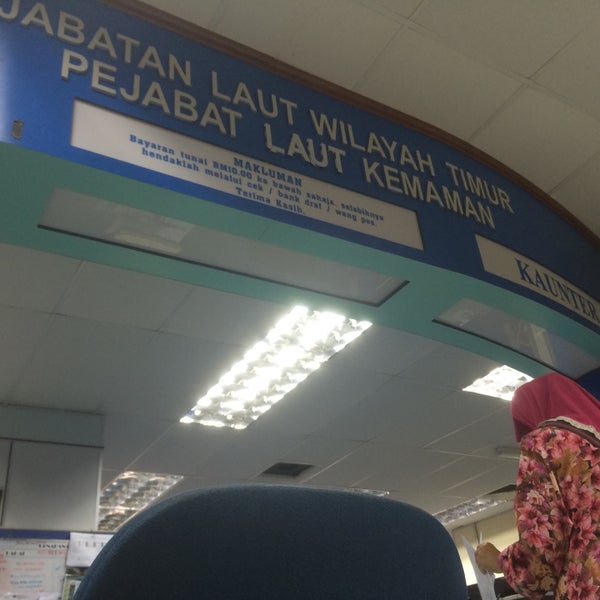 JABATAN LAUT WILAYAH TIMUR
PEJABAT LAUT KEMAMAN
MAKLUMAN
Bayaran tunai RM10.00 ke bawah sahaja, selebihnya
hendaklah melalui cek / bank draf / wang pos.
Terima Kasih.
KAUNTER